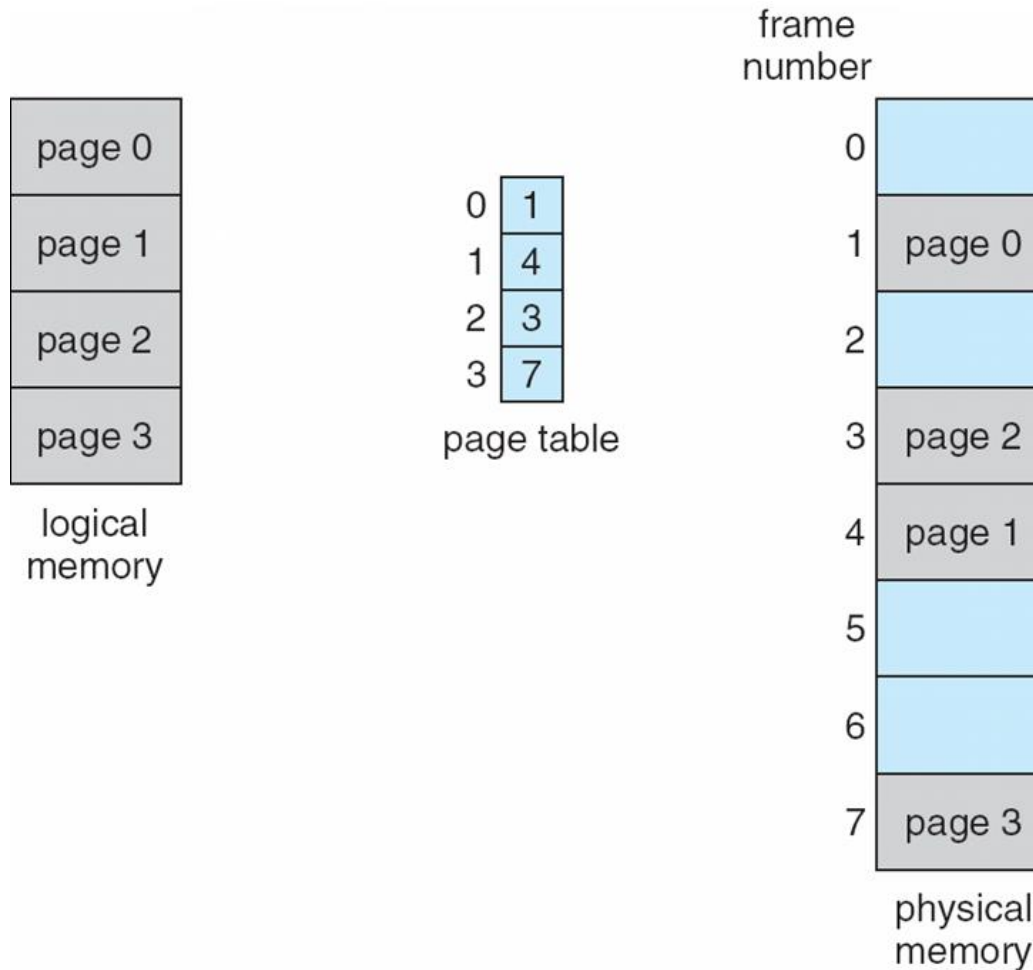 frame
number
page 0
page 1
page 2
page 3
logical
memory
0 1
1 4
2 3
3 7
page table
0
1 page 0
2
3 page 2
4 page 1
5
6
7 page 3
physical
memory